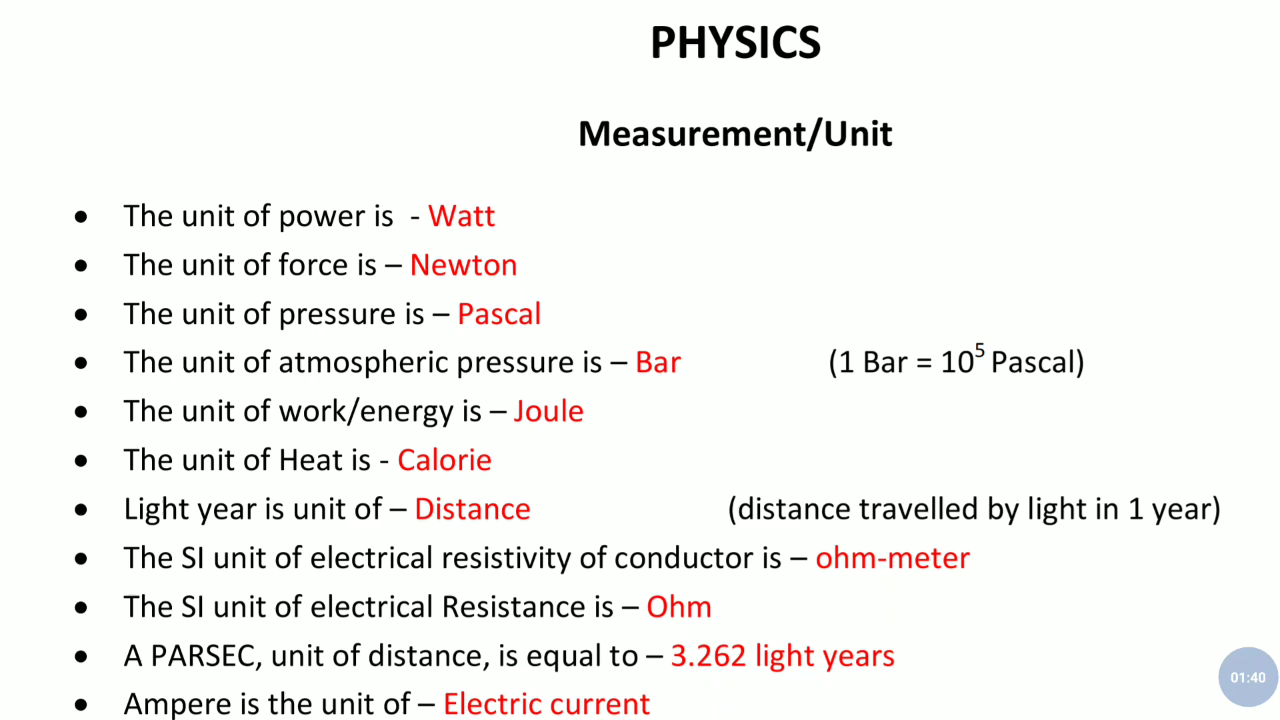 PHYSICS
Measurement/Unit
• The unit of power is - Watt
• The unit of force is – Newton
• The unit of pressure is – Pascal
• The unit of atmospheric pressure is – Bar (1 Bar = 10⁵ Pascal)
• The unit of work/energy is – Joule
• The unit of Heat is - Calorie
• Light year is unit of – Distance (distance travelled by light in 1 year)
• The SI unit of electrical resistivity of conductor is – ohm-meter
• The SI unit of electrical Resistance is – Ohm
• A PARSEC, unit of distance, is equal to – 3.262 light years
• Ampere is the unit of – Electric current
01:40